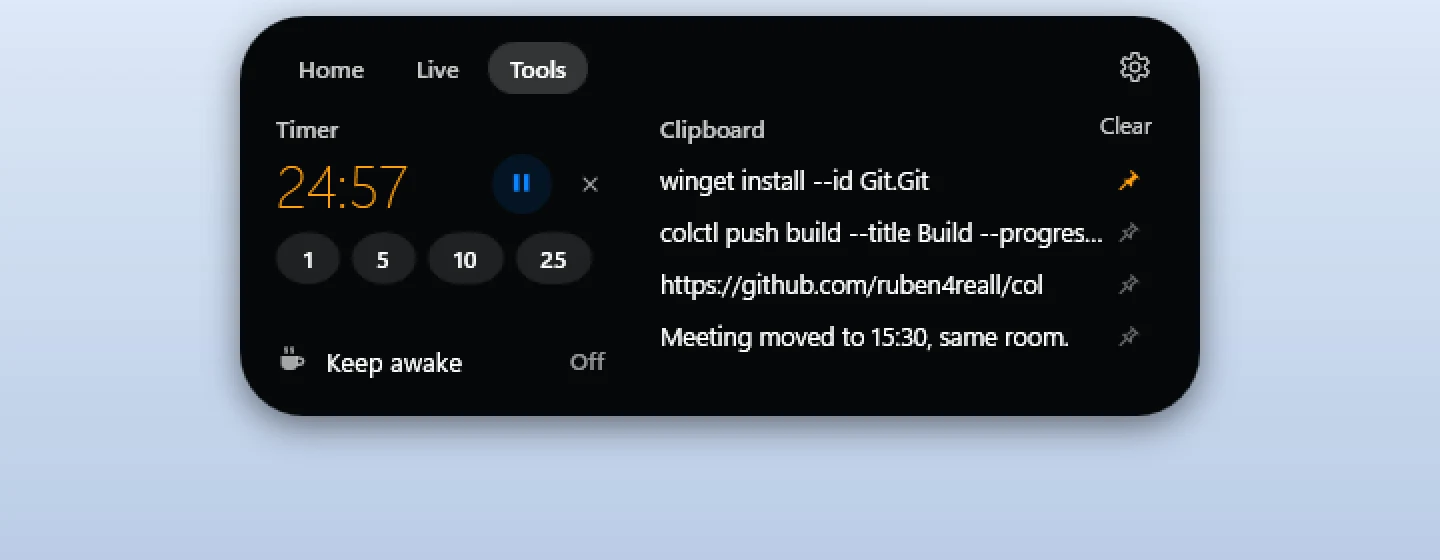 Home Live Tools
Timer
24:57
1 5 10 25
Keep awake Off
Clipboard Clear
winget install --id Git.Git
colctl push build --title Build --progres...
https://github.com/ruben4reall/col
Meeting moved to 15:30, same room.